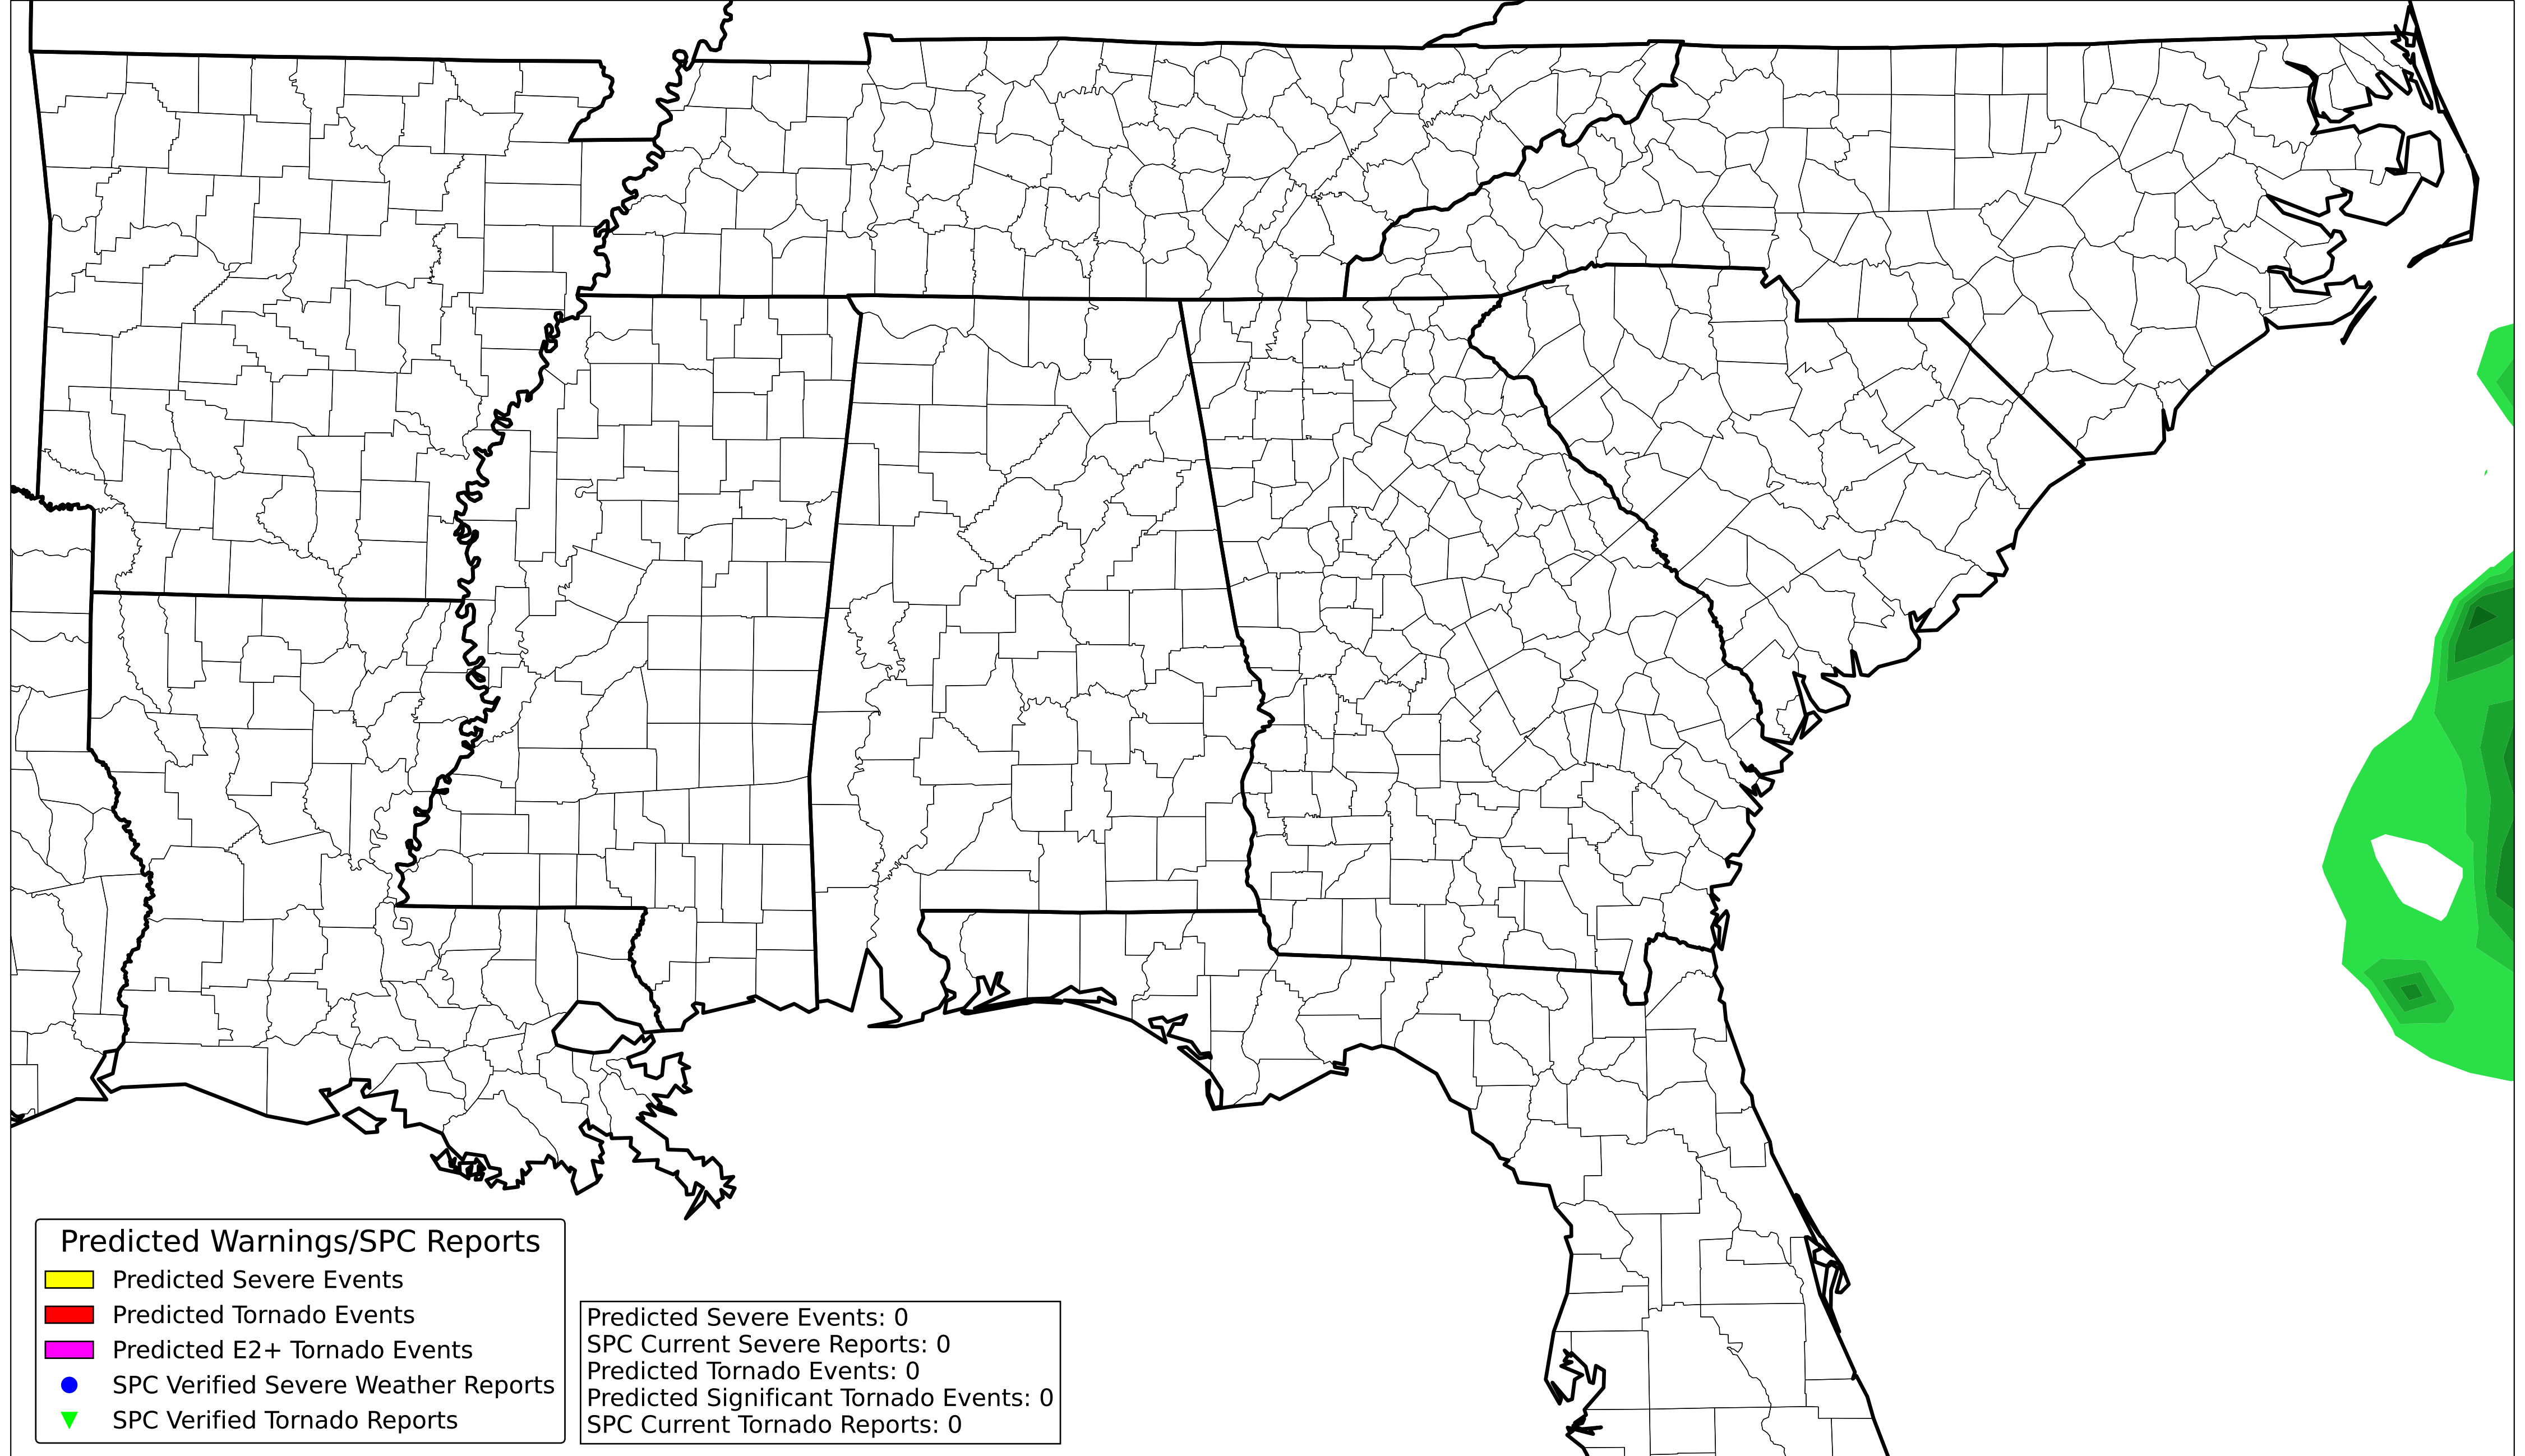 Predicted Warnings/SPC Reports
Predicted Severe Events
Predicted Tornado Events
Predicted E2+ Tornado Events
SPC Verified Severe Weather Reports
SPC Verified Tornado Reports
Predicted Severe Events: 0
SPC Current Severe Reports: 0
Predicted Tornado Events: 0
Predicted Significant Tornado Events: 0
SPC Current Tornado Reports: 0